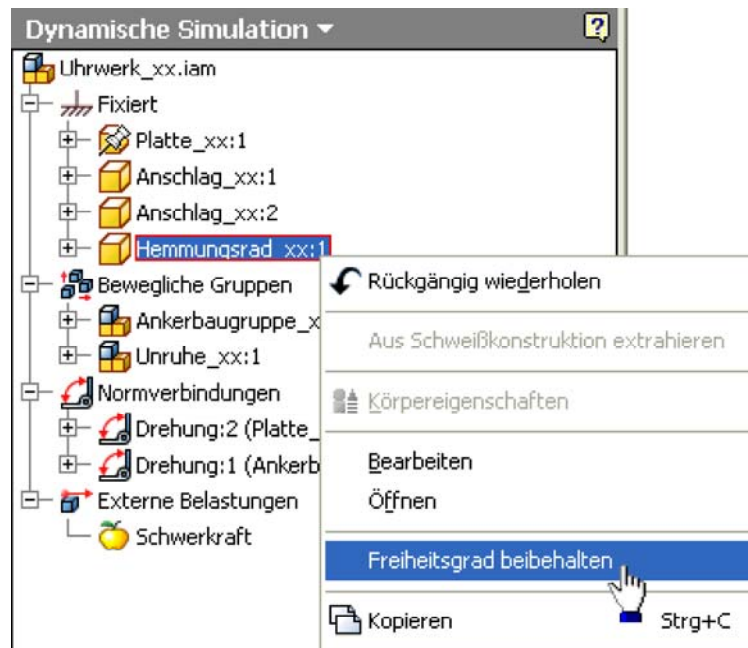 Dynamische Simulation
Uhrwerk_xx.iam
Fixiert
Platte_xx:1
Anschlag_xx:1
Anschlag_xx:2
Hemmungsrad_xx:1
Bewegliche Gruppen
Ankerbaugruppe_x
Unruhe_xx:1
Normverbindungen
Drehung:2 (Platte_
Drehung:1 (Ankerb
Externe Belastungen
Schwerkraft
Rückgängig wiederholen
Aus Schweißkonstruktion extrahieren
Körpereigenschaften
Bearbeiten
Öffnen
Freiheitsgrad beibehalten
Kopieren Strg+C